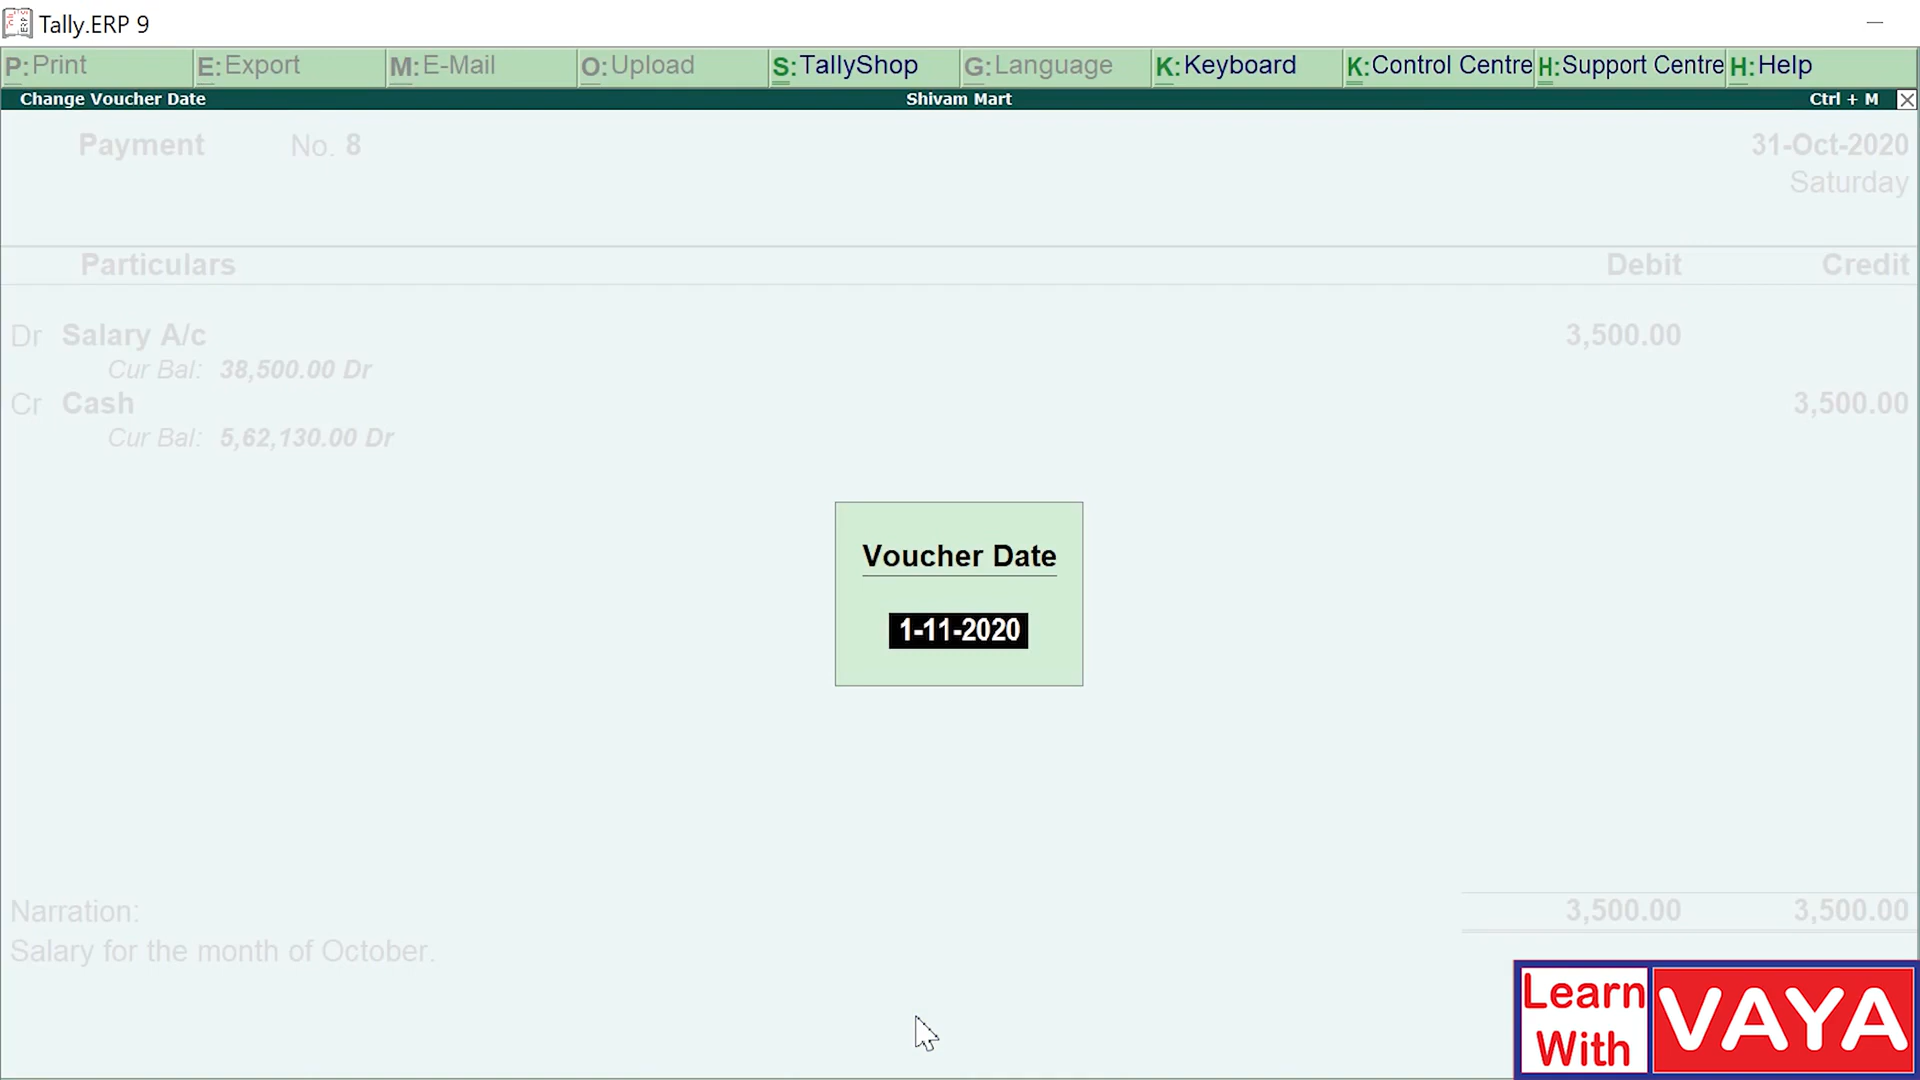 Tally.ERP 9
P: Print E: Export M: E-Mail O: Upload S: TallyShop G: Language K: Keyboard K: Control Centre H: Support Centre H: Help
Change Voucher Date Shivam Mart Ctrl + M
Payment No. 8 31-Oct-2020
Saturday
Particulars Debit Credit
Dr Salary A/c 3,500.00
Cur Bal: 38,500.00 Dr
Cr Cash 3,500.00
Cur Bal: 5,62,130.00 Dr
Voucher Date
1-11-2020
Narration: 3,500.00 3,500.00
Salary for the month of October.
Learn
With
VAYA